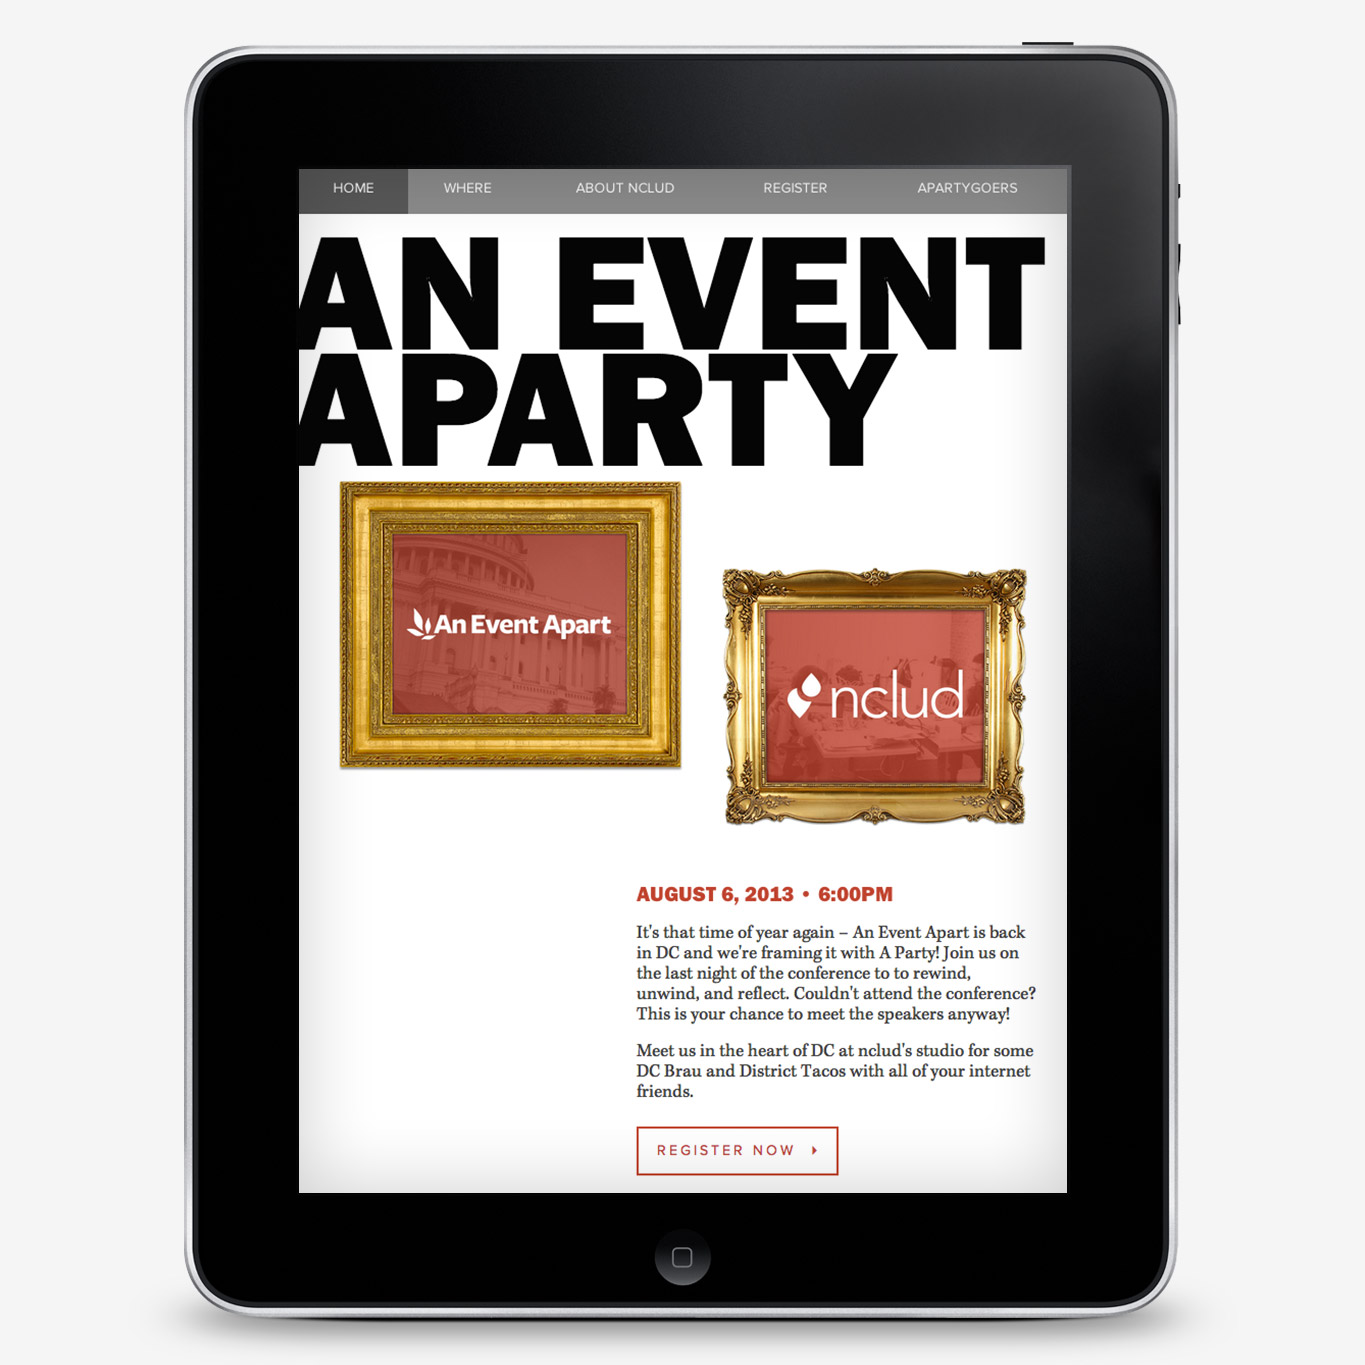 HOME WHERE ABOUT NCLUD REGISTER APARTYGOERS
AN EVENT
APARTY
An Event Apart
nclud
AUGUST 6, 2013 • 6:00PM
It's that time of year again – An Event Apart is back
in DC and we're framing it with A Party! Join us on
the last night of the conference to to rewind,
unwind, and reflect. Couldn't attend the conference?
This is your chance to meet the speakers anyway!
Meet us in the heart of DC at nclud's studio for some
DC Brau and District Tacos with all of your internet
friends.
REGISTER NOW